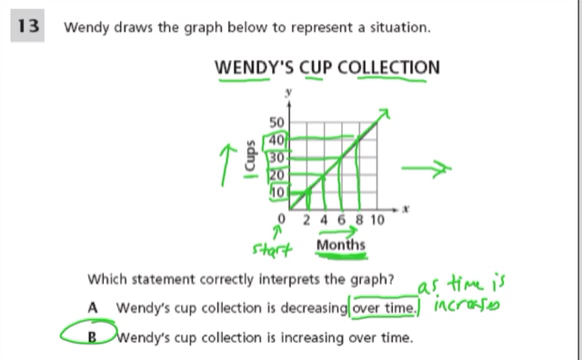 13 Wendy draws the graph below to represent a situation.
WENDY'S CUP COLLECTION
y
50
40
30
20
10
Cups
0 2 4 6 8 10 x
start
Months
Which statement correctly interprets the graph?
as time is
A Wendy's cup collection is decreasing over time.
increases
B Wendy's cup collection is increasing over time.